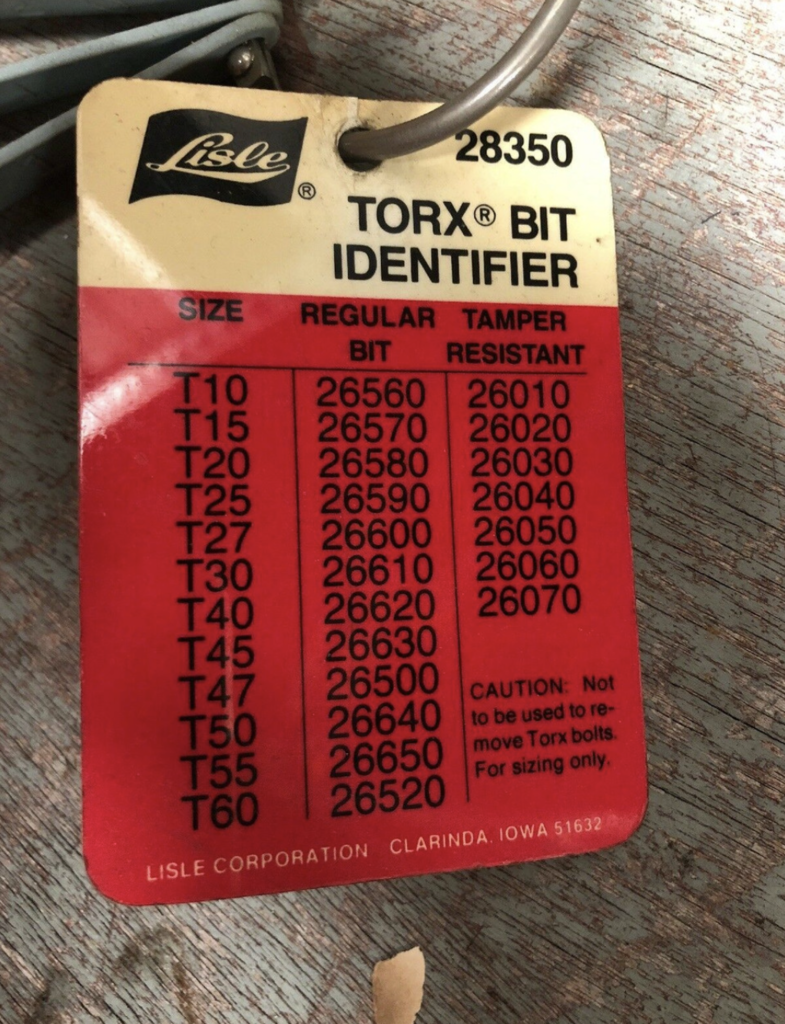 Lisle®
28350
TORX® BIT
IDENTIFIER
SIZE REGULAR BIT TAMPER RESISTANT
T10 26560 26010
T15 26570 26020
T20 26580 26030
T25 26590 26040
T27 26600 26050
T30 26610 26060
T40 26620 26070
T45 26630
T47 26500
T50 26640
T55 26650
T60 26520
CAUTION: Not
to be used to re-
move Torx bolts.
For sizing only.
LISLE CORPORATION CLARINDA, IOWA 51632